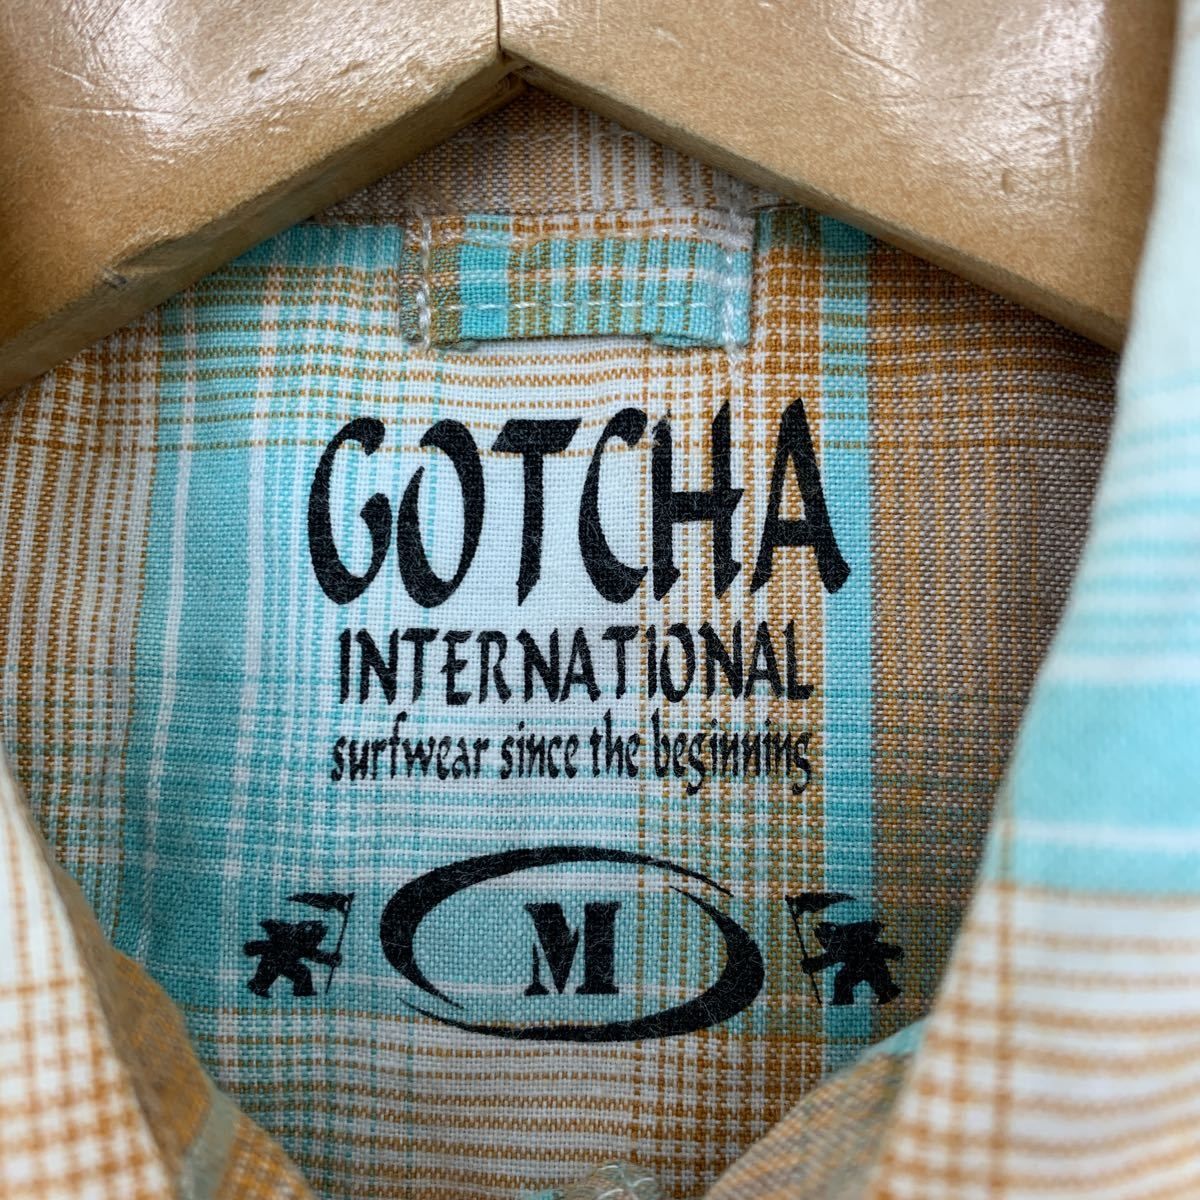 GOTCHA
INTERNATIONAL
surfwear since the beginning
M